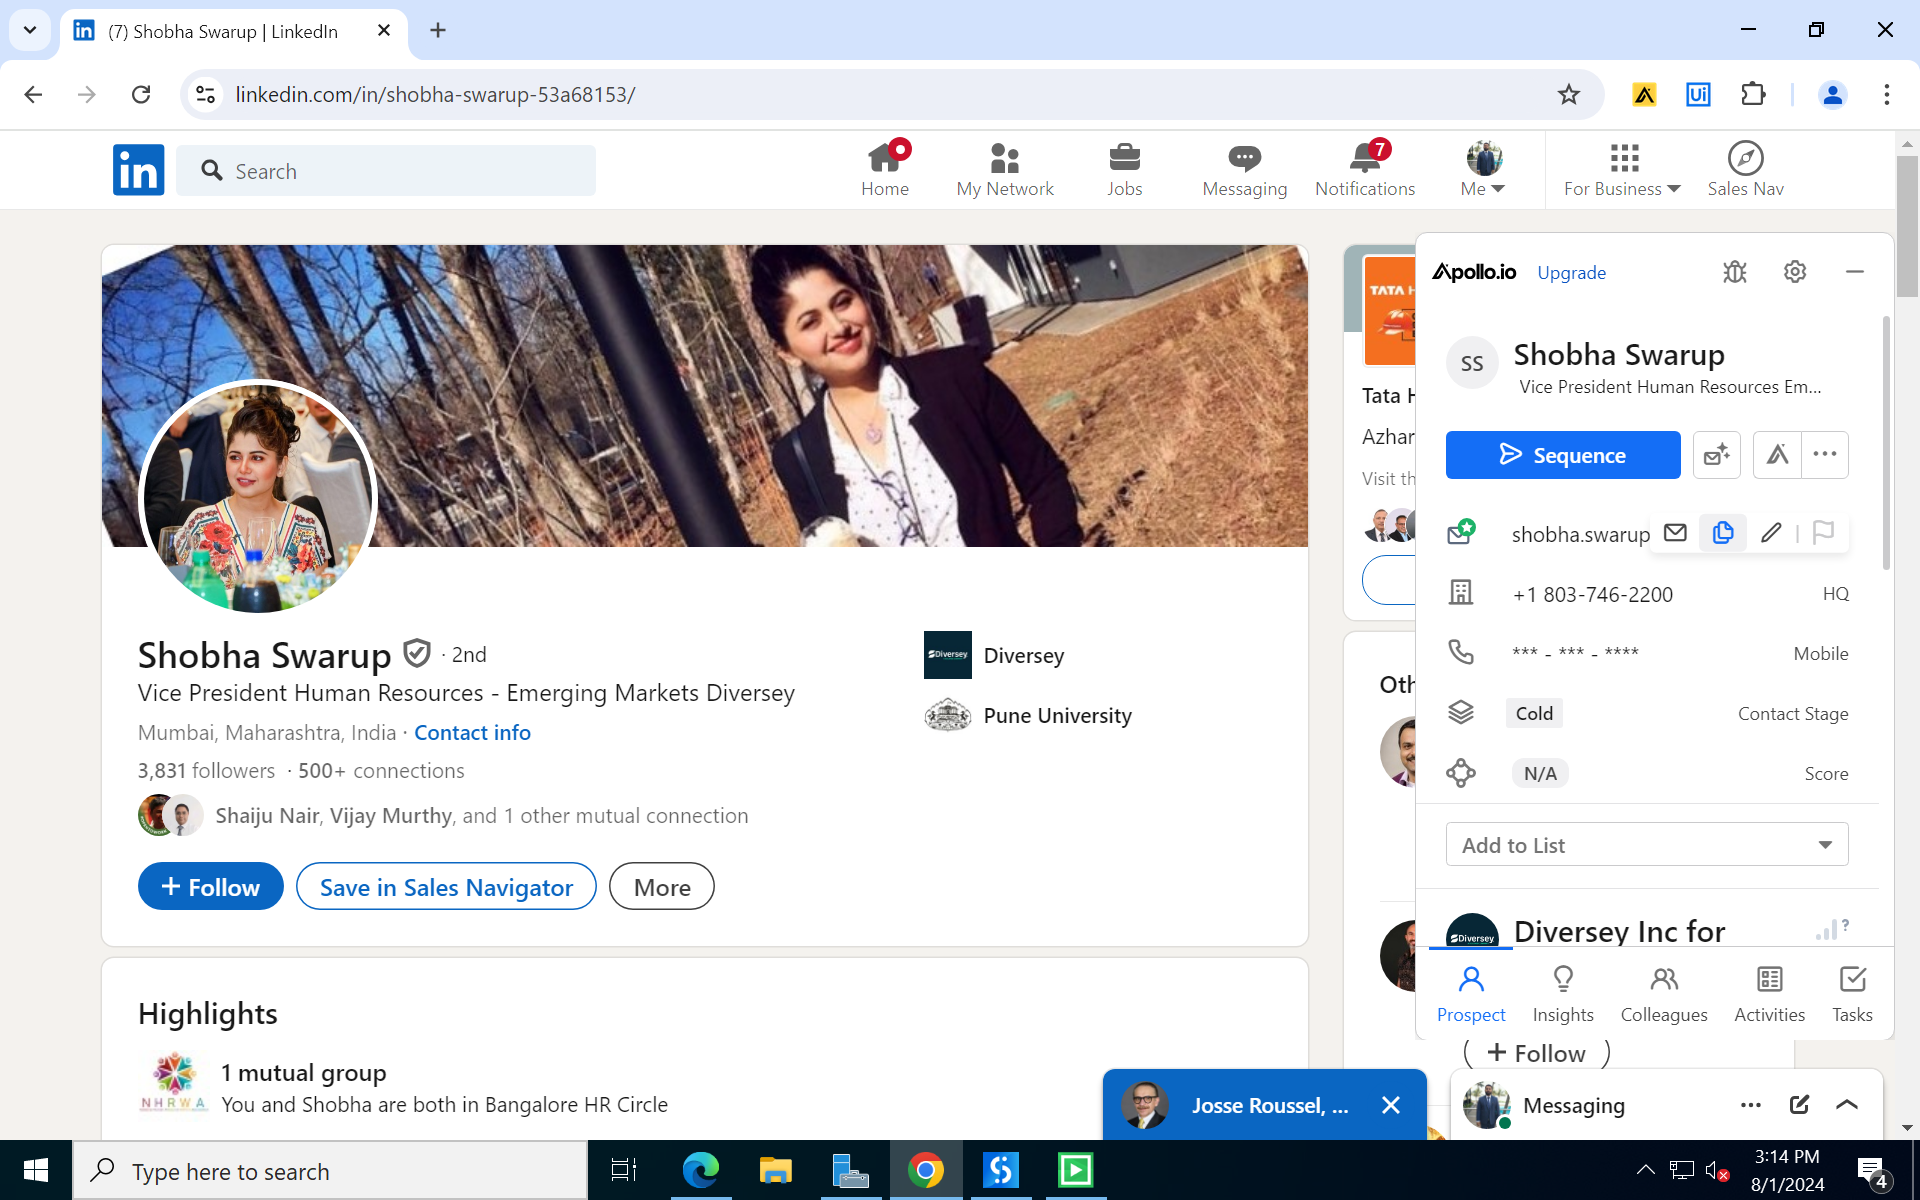 (7) Shobha Swarup | LinkedIn
linkedin.com/in/shobha-swarup-53a68153/
Ui
in
Search
Home
My Network
Jobs
Messaging
7
Notifications
Me
For Business
Sales Nav
Apollo.io
Upgrade
SS
Shobha Swarup
Vice President Human Resources Em...
Sequence
shobha.swarup
+1 803-746-2200
HQ
*** - *** - ****
Mobile
Cold
Contact Stage
N/A
Score
Add to List
Diversey
Diversey Inc for
?
Prospect
Insights
Colleagues
Activities
Tasks
TATA
Tata
Azhar
Visit th
Oth
Shobha Swarup · 2nd
Vice President Human Resources - Emerging Markets Diversey
Mumbai, Maharashtra, India · Contact info
3,831 followers · 500+ connections
Shaiju Nair, Vijay Murthy, and 1 other mutual connection
Diversey
Diversey
Pune University
+ Follow
Save in Sales Navigator
More
Highlights
NHRWA
1 mutual group
You and Shobha are both in Bangalore HR Circle
+ Follow
Josse Roussel, ...
Messaging
Type here to search
3:14 PM
8/1/2024
4